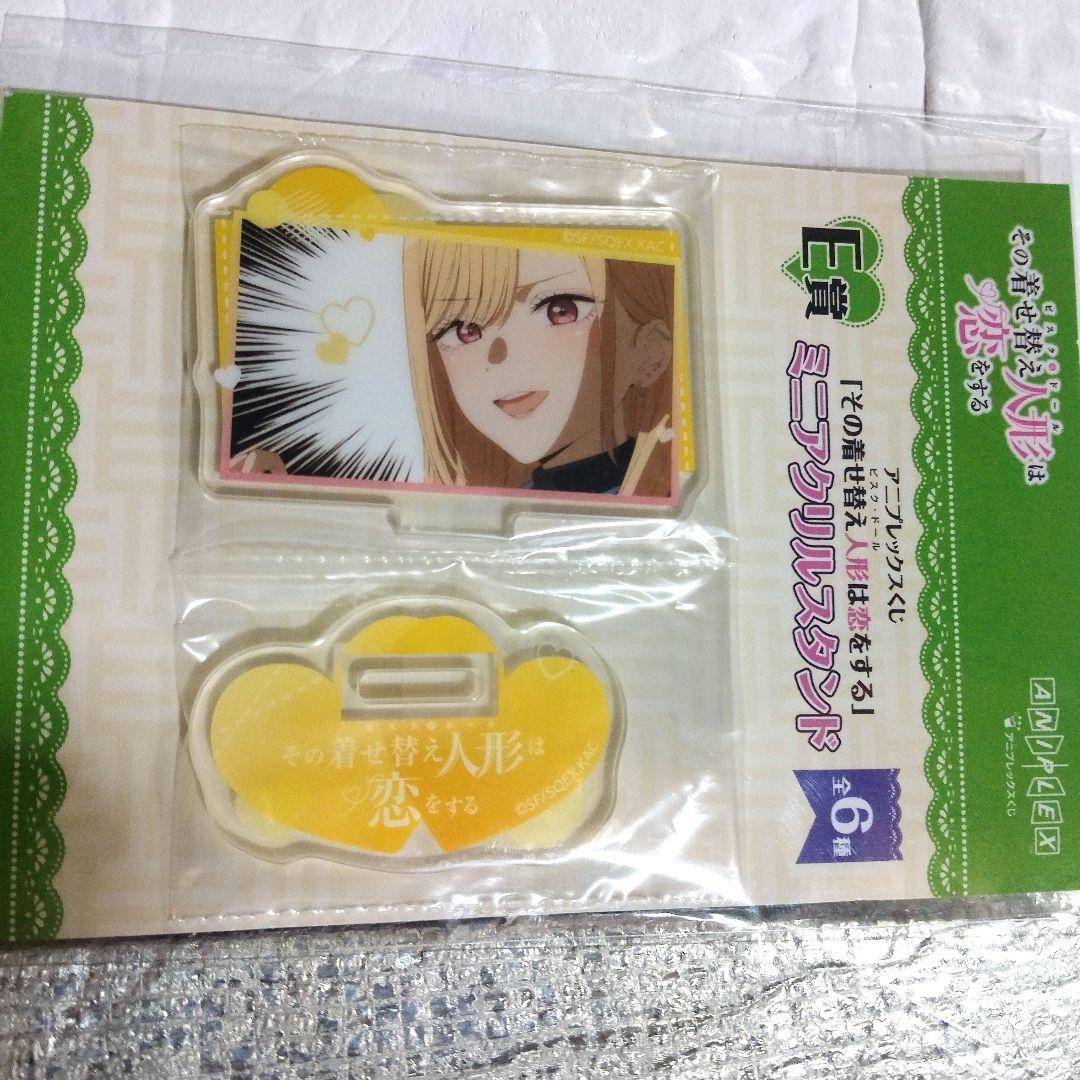 その着せ替え人形は
ビスク・ドール
恋をする
E賞
アニプレックスくじ
「その着せ替え人形は恋をする」
ビスク・ドール
ミニアクリルスタンド
全6種
ANIPLEX
アニプレックスくじ
©SF/SQEX,KAC
その着せ替え人形は
恋をする
©SF/SQEX,KAC